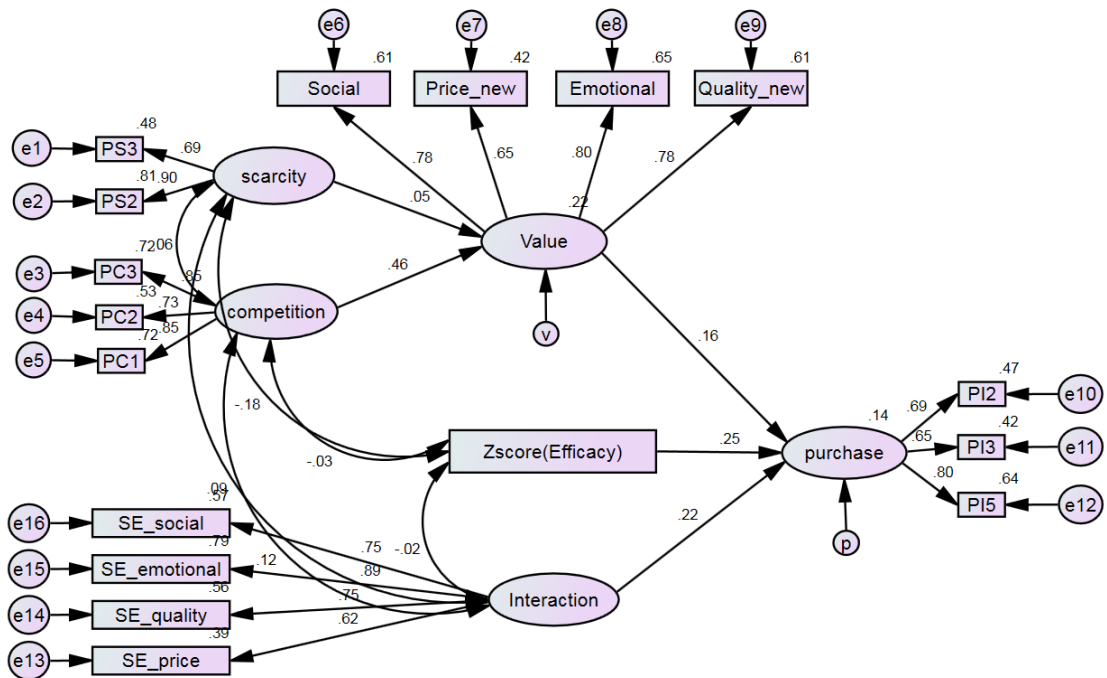 e6
e7
e8
e9
.61
.42
.65
.61
Social
Price_new
Emotional
Quality_new
.48
e1
PS3
.69
.78
.65
.80
.78
scarcity
.81
.90
e2
PS2
.05
.22
Value
.06
.72
e3
PC3
.85
.46
.53
e4
PC2
.73
competition
.72
.85
e5
PC1
v
.16
.47
-.18
.14
.69
PI2
e10
.42
Zscore(Efficacy)
.25
purchase
.65
PI3
e11
-.03
.80
.64
PI5
e12
.09
.57
e16
SE_social
.22
p
.79
.75
-.02
e15
SE_emotional
.12
.89
.56
.75
Interaction
e14
SE_quality
.62
.39
e13
SE_price